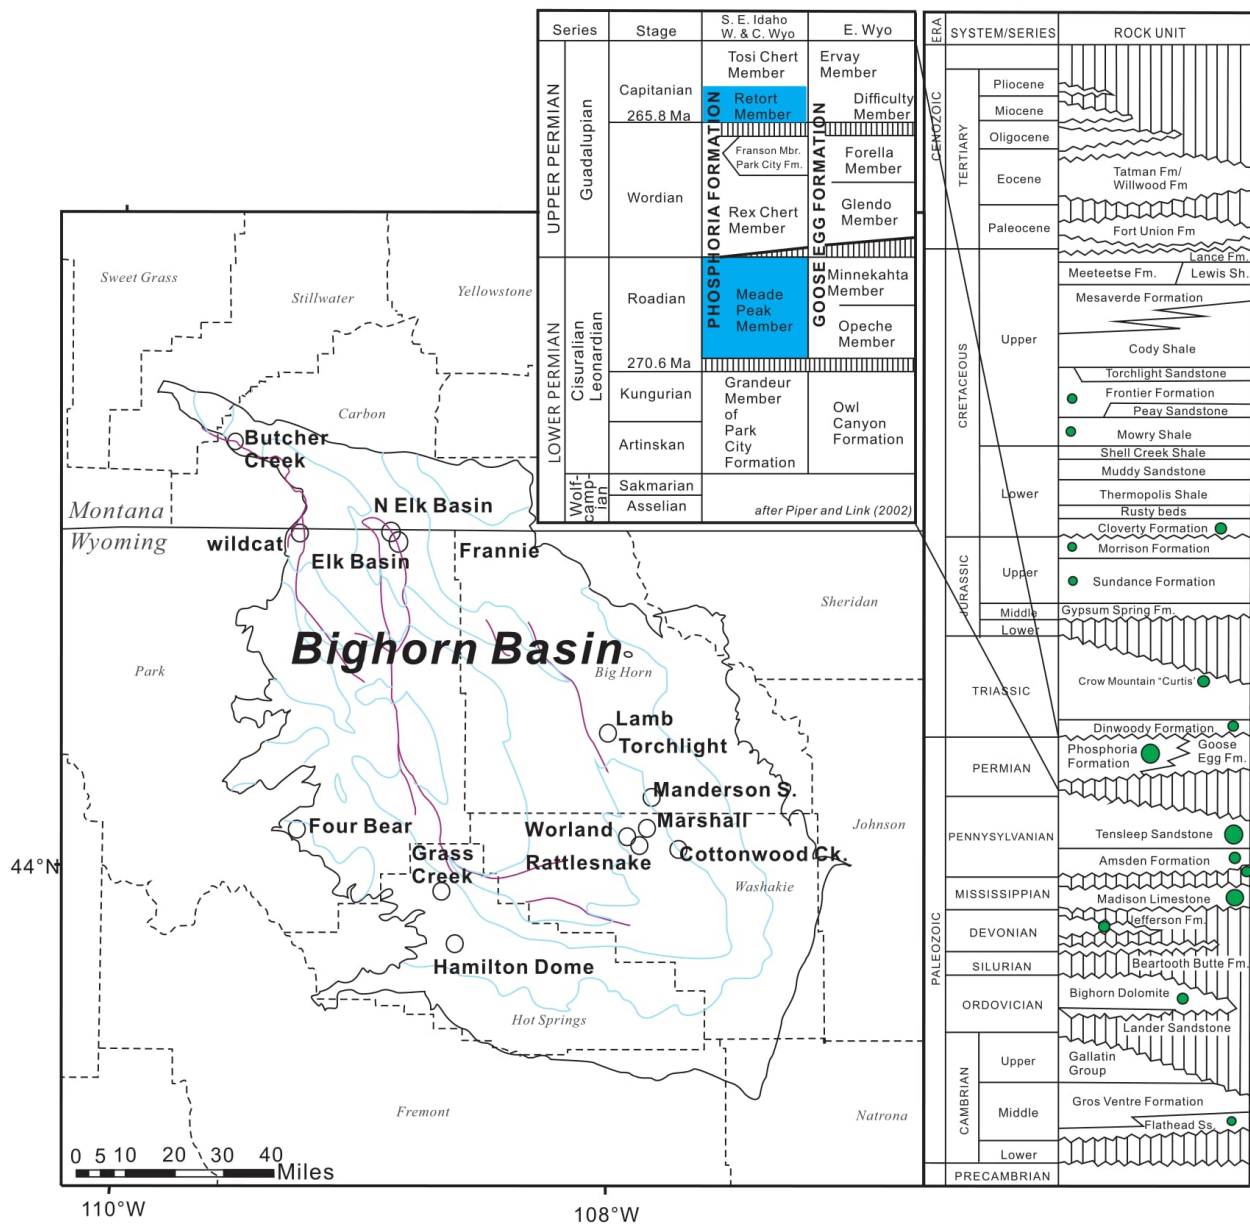 Series
Stage
S. E. Idaho
W. & C. Wyo
E. Wyo
UPPER PERMIAN
Guadalupian
LOWER PERMIAN
Cisuralian
Leonardian
Wolf-
camp-
ian
Capitanian
265.8 Ma
Wordian
Roadian
270.6 Ma
Kungurian
Artinskan
Sakmarian
Asselian
PHOSPHORIA FORMATION
Tosi Chert
Member
Retort
Member
Franson Mbr.
Park City Fm.
Rex Chert
Member
Meade
Peak
Member
Grandeur
Member
of
Park
City
Formation
GOOSE EGG FORMATION
Ervay
Member
Difficulty
Member
Forella
Member
Glendo
Member
Minnekahta
Member
Opeche
Member
Owl
Canyon
Formation
after Piper and Link (2002)
Sweet Grass
Stillwater
Yellowstone
Carbon
Butcher
Creek
N Elk Basin
Montana
Wyoming
wildcat
Elk Basin
Frannie
Sheridan
Bighorn Basin
Park
Big Horn
Lamb
Torchlight
Manderson S.
Marshall
Worland
Four Bear
Johnson
Grass
Creek
Rattlesnake
Cottonwood Ck.
44°N
Washakie
Hamilton Dome
Hot Springs
Fremont
Natrona
0 5 10 20 30 40
Miles
110°W
108°W
ERA
SYSTEM/SERIES
ROCK UNIT
CENOZOIC
TERTIARY
Pliocene
Miocene
Oligocene
Eocene
Tatman Fm/
Willwood Fm
Paleocene
Fort Union Fm
CRETACEOUS
Upper
Lance Fm.
Meeteetse Fm.
Lewis Sh.
Mesaverde Formation
Cody Shale
Torchlight Sandstone
Frontier Formation
Peay Sandstone
Mowry Shale
Lower
Shell Creek Shale
Muddy Sandstone
Thermopolis Shale
Rusty beds
Cloverty Formation
JURASSIC
Upper
Morrison Formation
Sundance Formation
Middle
Gypsum Spring Fm.
Lower
TRIASSIC
Crow Mountain "Curtis'
Dinwoody Formation
PALEOZOIC
PERMIAN
Phosphoria
Formation
Goose
Egg Fm.
PENNYSYLVANIAN
Tensleep Sandstone
Amsden Formation
MISSISSIPPIAN
Madison Limestone
DEVONIAN
Jefferson Fm.
SILURIAN
Beartooth Butte Fm.
ORDOVICIAN
Bighorn Dolomite
Lander Sandstone
CAMBRIAN
Upper
Gallatin
Group
Middle
Gros Ventre Formation
Flathead Ss.
Lower
PRECAMBRIAN